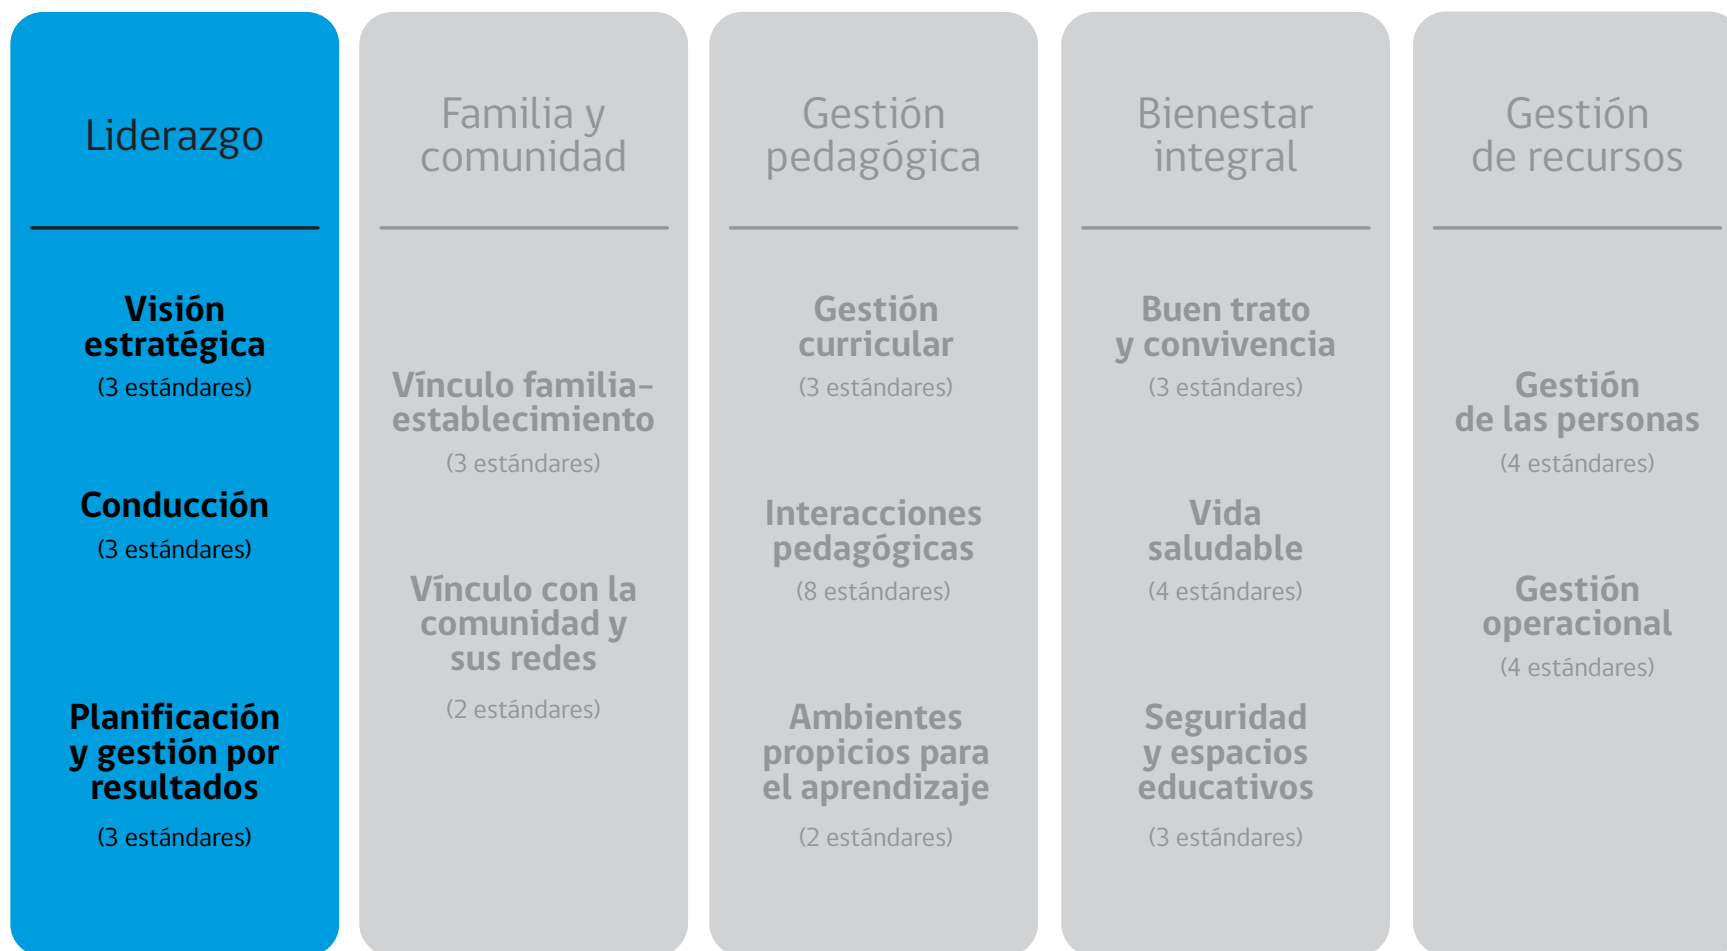 Liderazgo
Visión
estratégica
(3 estándares)
Conducción
(3 estándares)
Planificación
y gestión por
resultados
(3 estándares)
Familia y
comunidad
Vínculo familia-
establecimiento
(3 estándares)
Vínculo con la
comunidad y
sus redes
(2 estándares)
Gestión
pedagógica
Gestión
curricular
(3 estándares)
Interacciones
pedagógicas
(8 estándares)
Ambientes
propicios para
el aprendizaje
(2 estándares)
Bienestar
integral
Buen trato
y convivencia
(3 estándares)
Vida
saludable
(4 estándares)
Seguridad
y espacios
educativos
(3 estándares)
Gestión
de recursos
Gestión
de las personas
(4 estándares)
Gestión
operacional
(4 estándares)